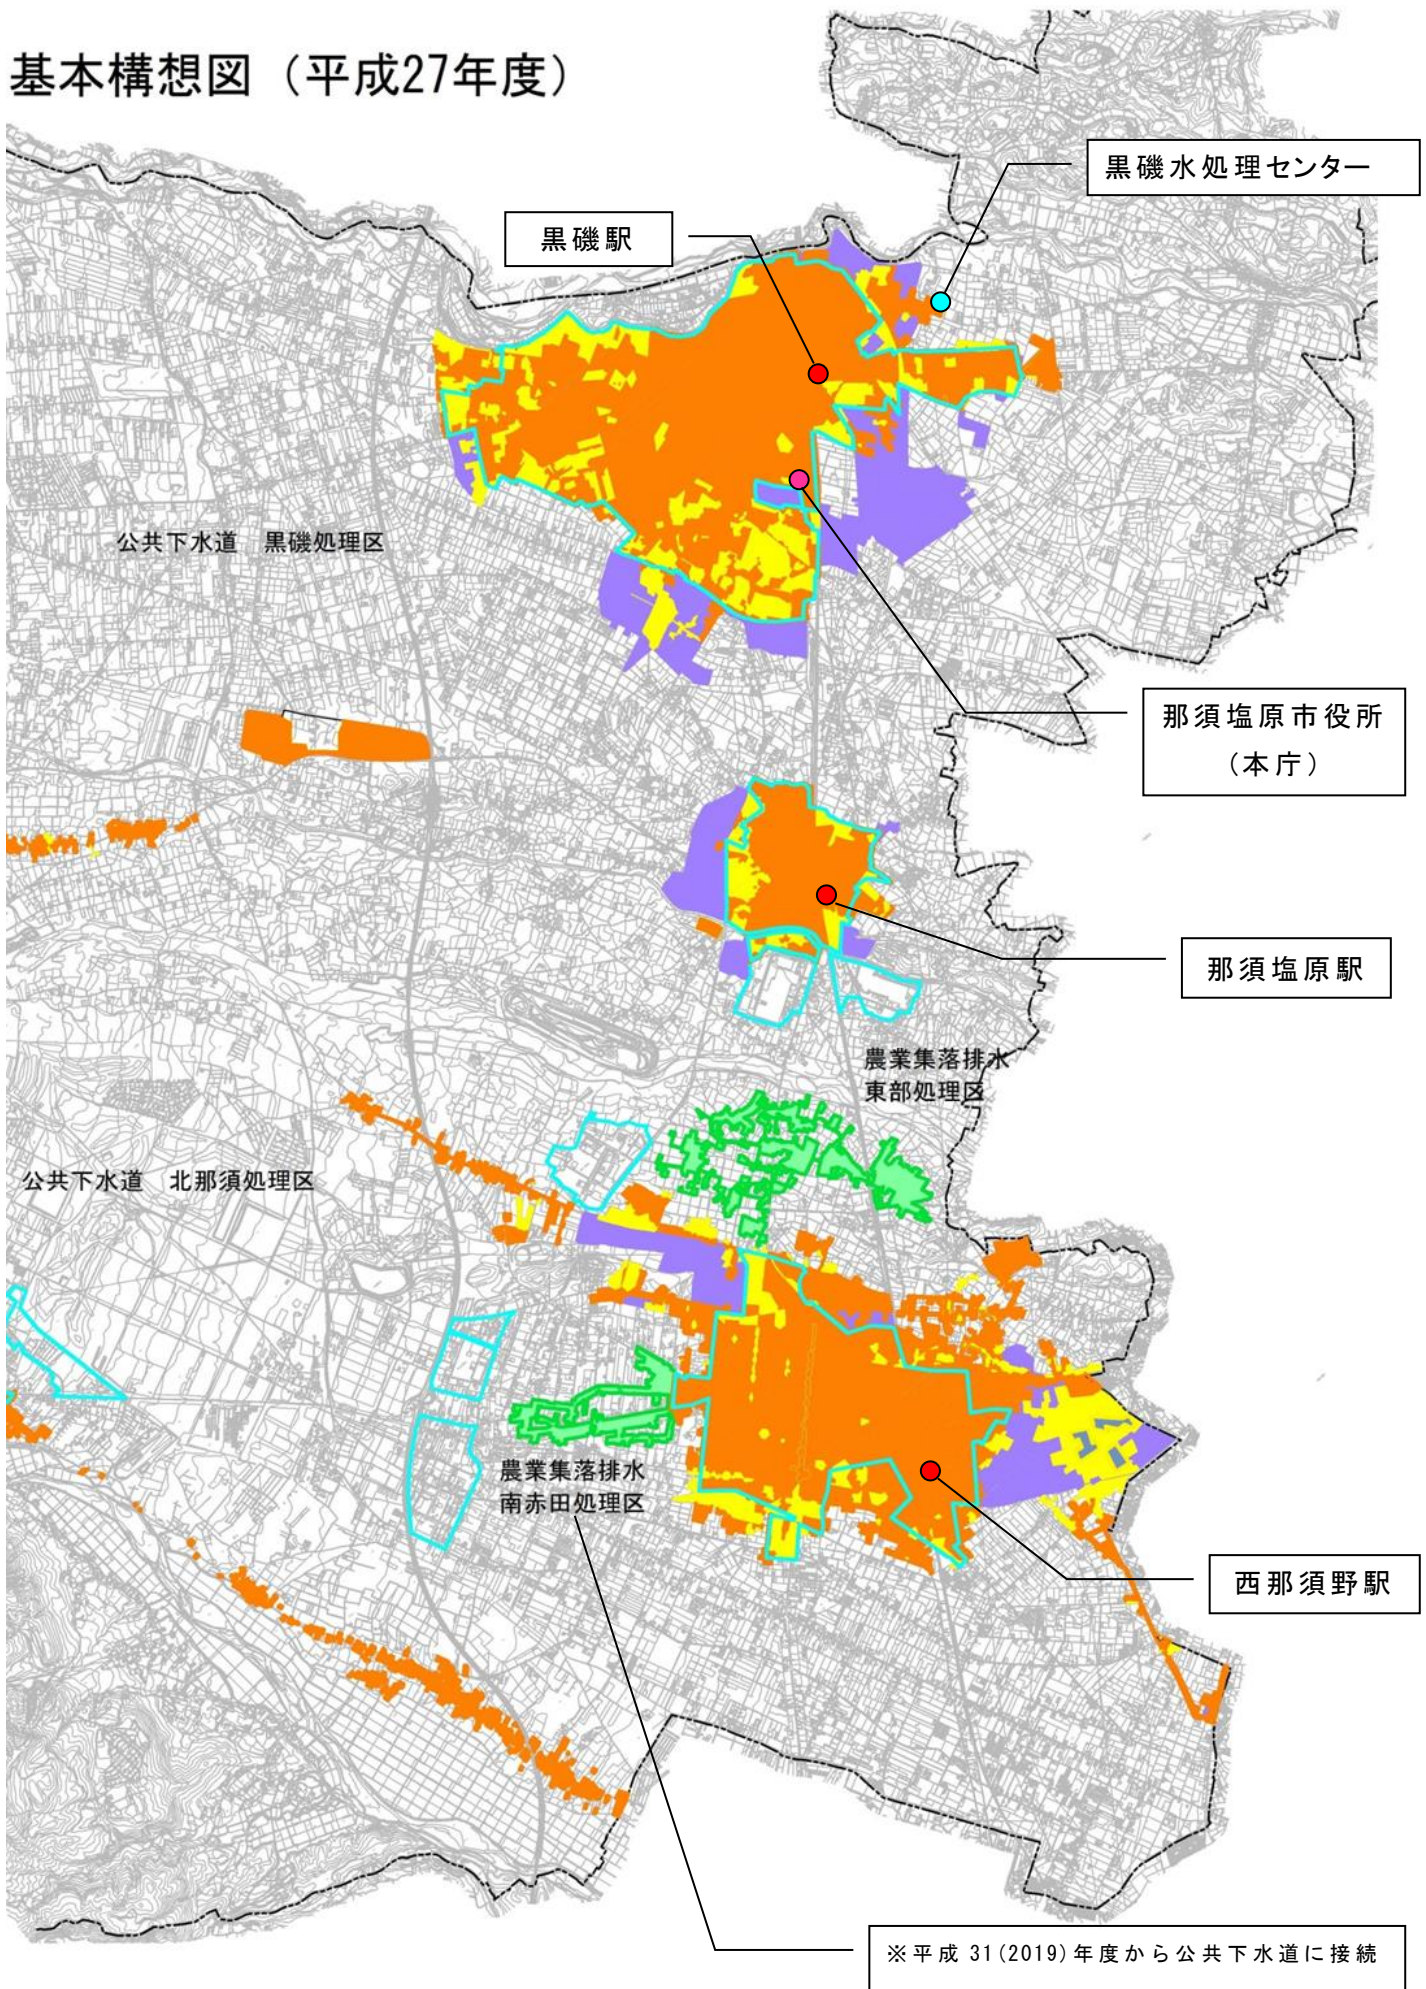 基本構想図（平成27年度）
黒磯水処理センター
黒磯駅
公共下水道　黒磯処理区
那須塩原市役所
（本庁）
那須塩原駅
農業集落排水
東部処理区
公共下水道　北那須処理区
農業集落排水
南赤田処理区
西那須野駅
※平成 31(2019)年度から公共下水道に接続